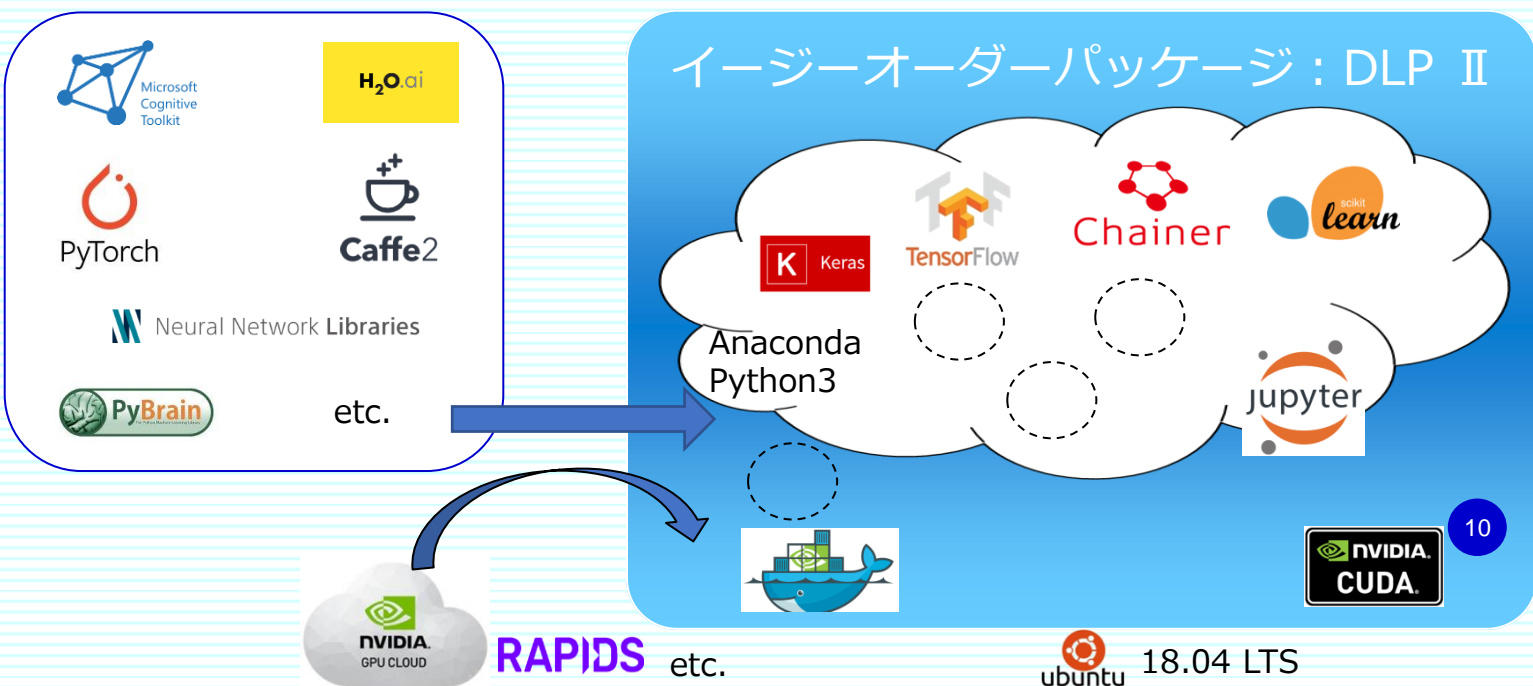 Microsoft
Cognitive
Toolkit
H2O.ai
PyTorch
Caffe2
Neural Network Libraries
PyBrain
etc.
イージーオーダーパッケージ：DLP Ⅱ
Keras
TensorFlow
Chainer
scikit
learn
Anaconda
Python3
jupyter
10
NVIDIA.
CUDA.
NVIDIA.
GPU CLOUD
RAPIDS
etc.
ubuntu
18.04 LTS